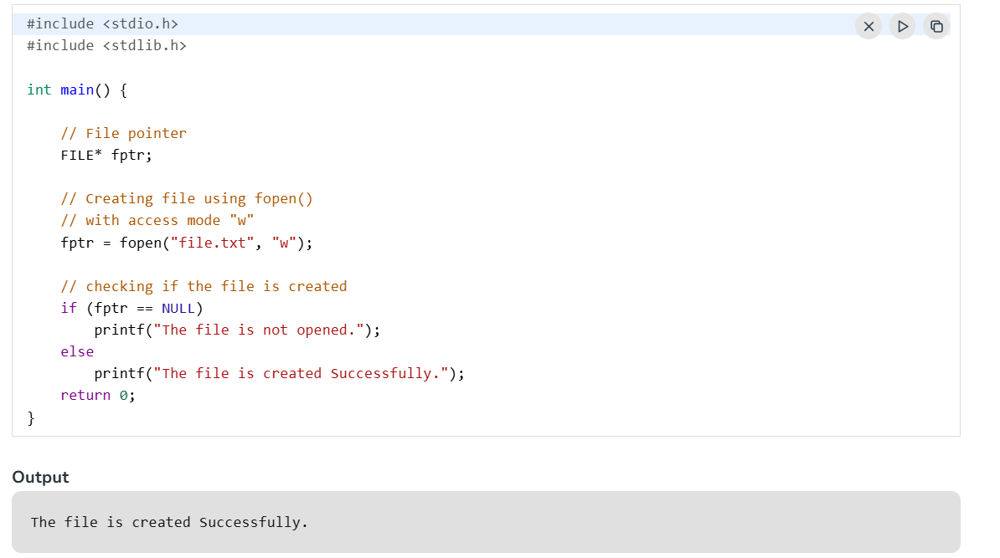 #include <stdio.h>
#include <stdlib.h>
int main() {
    // File pointer
    FILE* fptr;
    // Creating file using fopen()
    // with access mode "w"
    fptr = fopen("file.txt", "w");
    // checking if the file is created
    if (fptr == NULL)
        printf("The file is not opened.");
    else
        printf("The file is created Successfully.");
    return 0;
}
Output
The file is created Successfully.